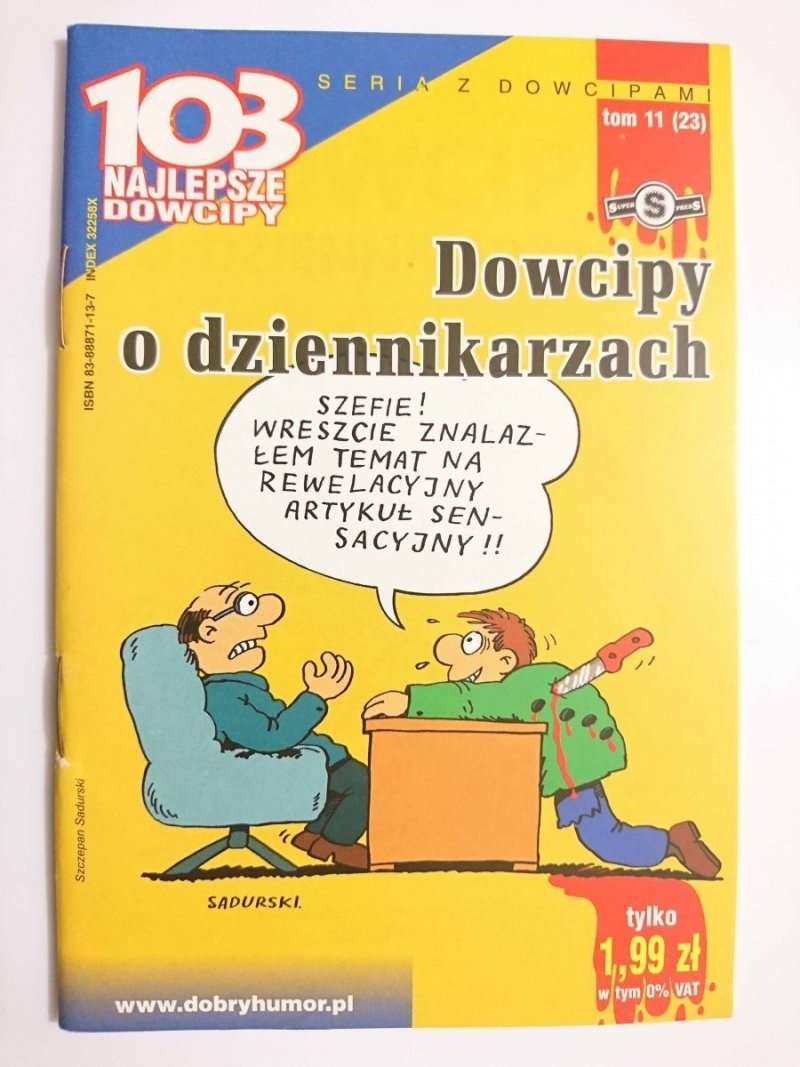 SERIA Z DOWCIPAMI
103
NAJLEPSZE
DOWCIPY
tom 11 (23)
SUPER S PRESS
ISBN 83-88871-13-7 INDEX 32258X
Dowcipy
o dziennikarzach
SZEFIE!
WRESZCIE ZNALAZ-
ŁEM TEMAT NA
REWELACYJNY
ARTYKUŁ SEN-
SACYJNY!!
Szczepan Sadurski
SADURSKI.
tylko
1,99 zł
w tym 0% VAT
www.dobryhumor.pl